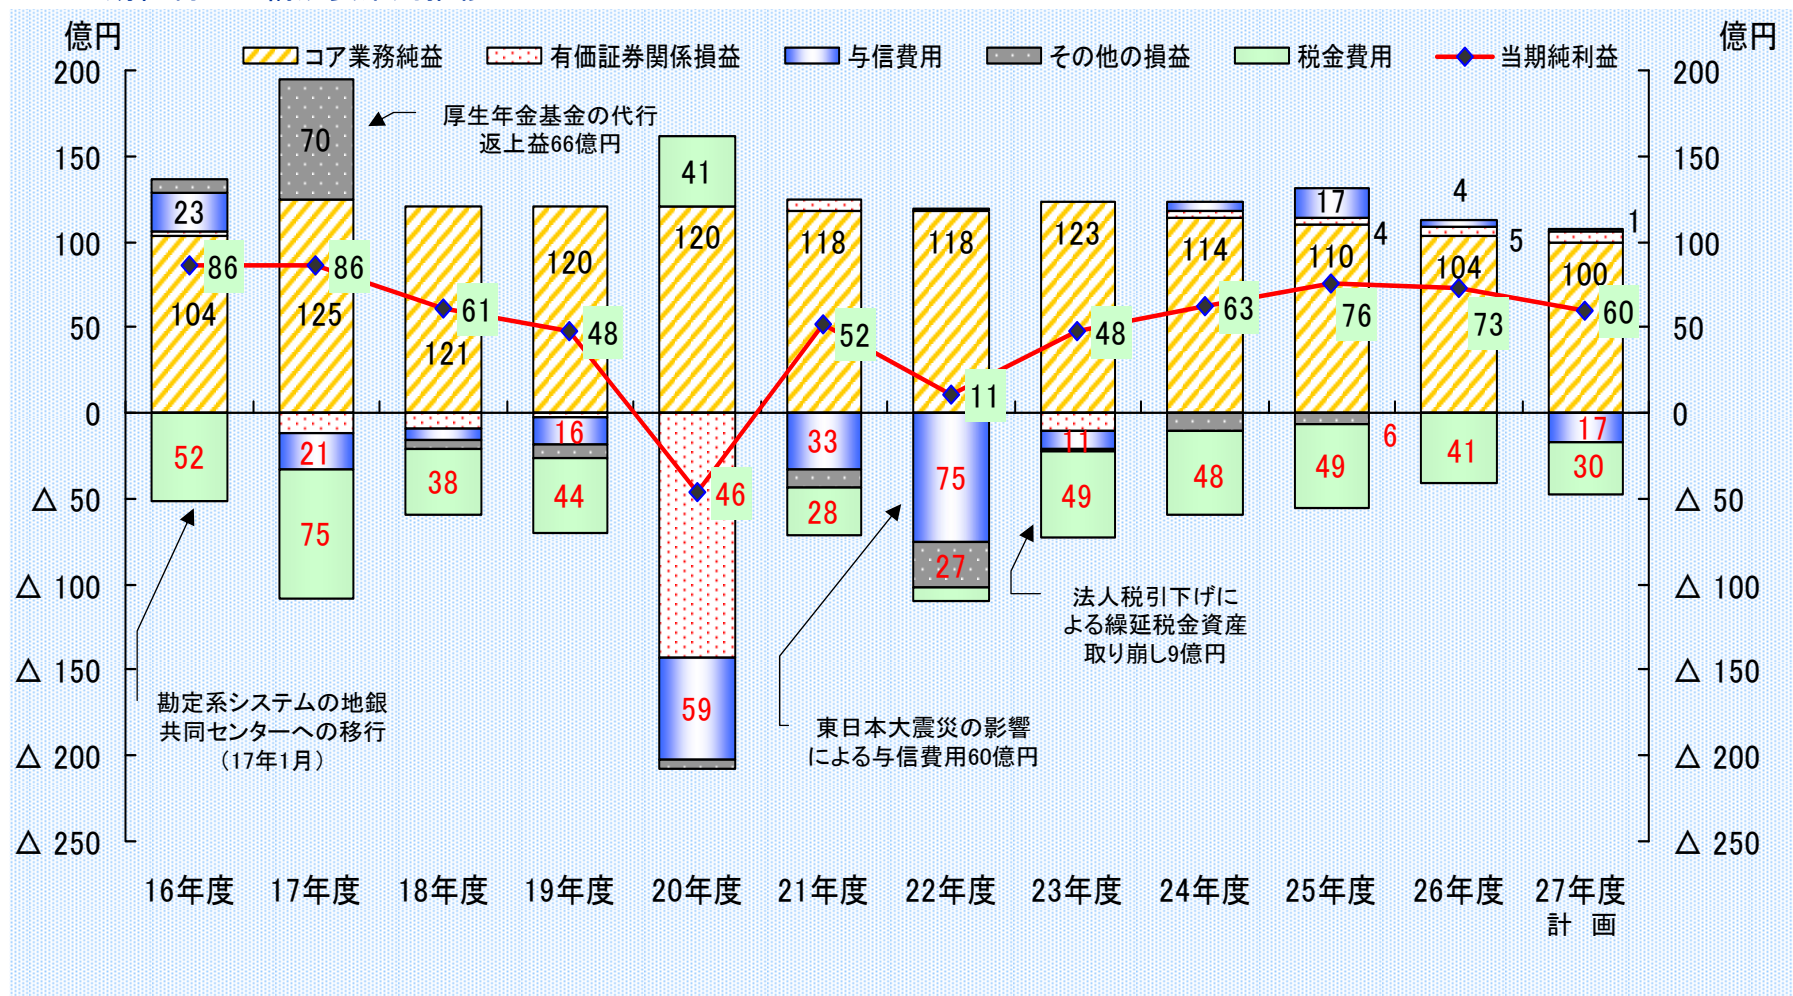 億円
億円
コア業務純益
有価証券関係損益
与信費用
その他の損益
税金費用
当期純利益
200
150
100
50
0
△ 50
△ 100
△ 150
△ 200
△ 250
200
150
100
50
0
△ 50
△ 100
△ 150
△ 200
△ 250
厚生年金基金の代行
返上益66億円
23
86
104
52
70
86
125
21
75
61
121
38
120
48
16
44
41
120
46
59
118
52
33
28
118
11
75
27
123
48
11
49
114
63
48
17
4
110
76
6
49
4
5
104
73
41
1
100
60
17
30
勘定系システムの地銀
共同センターへの移行
（17年1月）
東日本大震災の影響
による与信費用60億円
法人税引下げに
よる繰延税金資産
取り崩し9億円
16年度
17年度
18年度
19年度
20年度
21年度
22年度
23年度
24年度
25年度
26年度
27年度
計 画